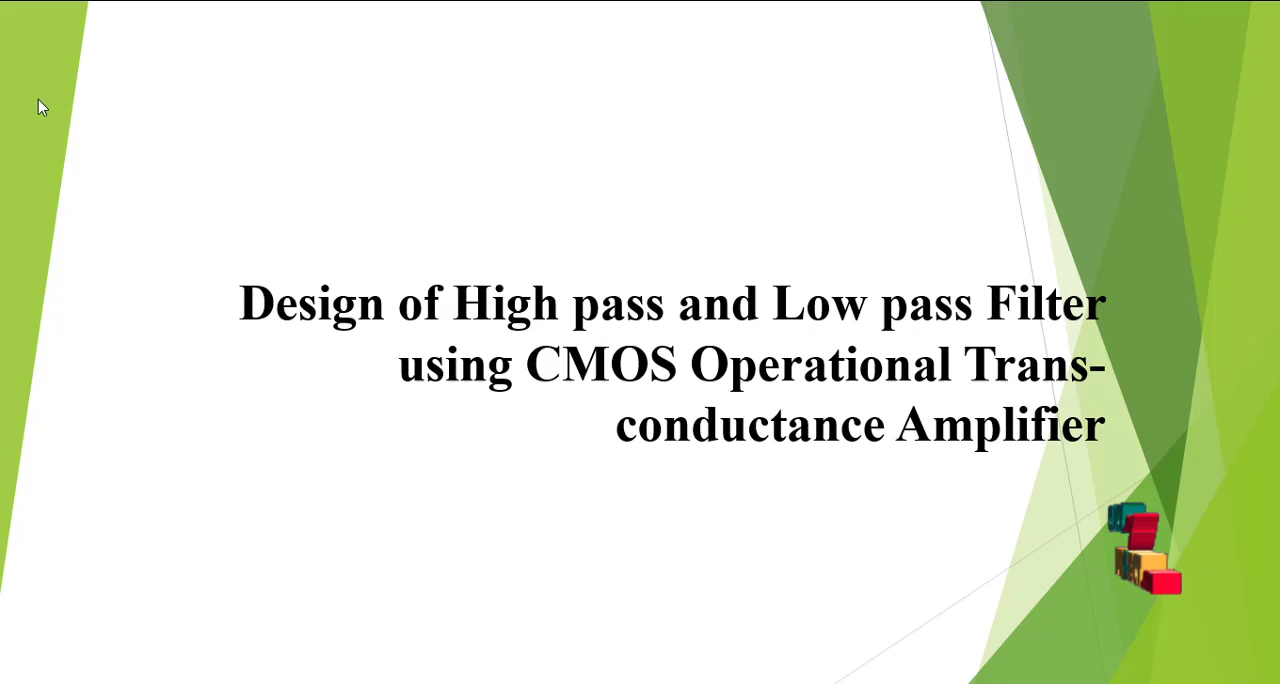 Design of High pass and Low pass Filter
using CMOS Operational Trans-
conductance Amplifier